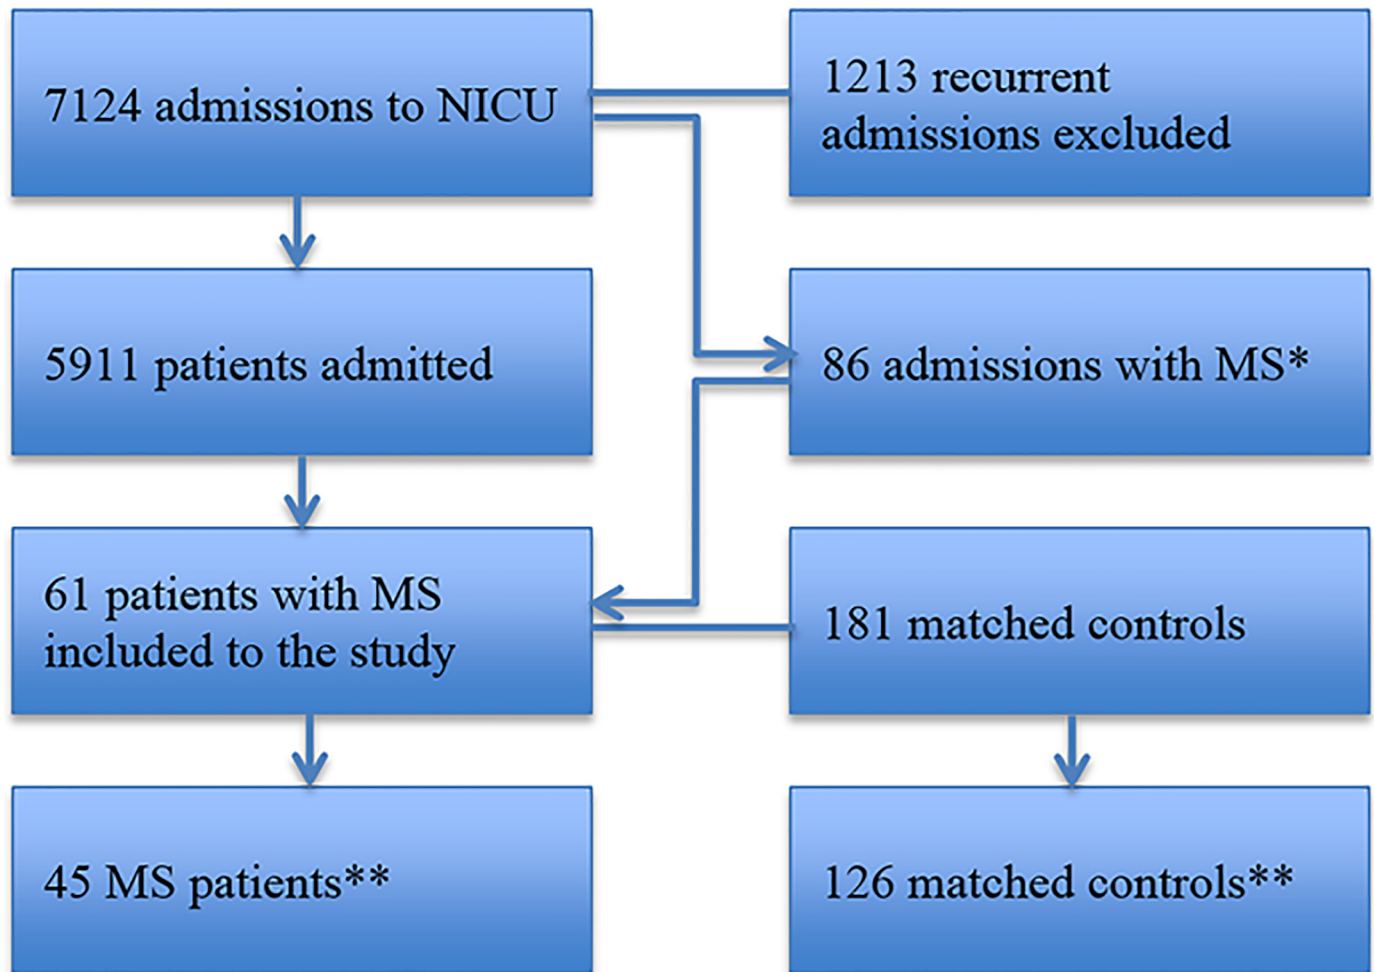 7124 admissions to NICU
1213 recurrent
admissions excluded
5911 patients admitted
86 admissions with MS*
61 patients with MS
included to the study
181 matched controls
45 MS patients**
126 matched controls**